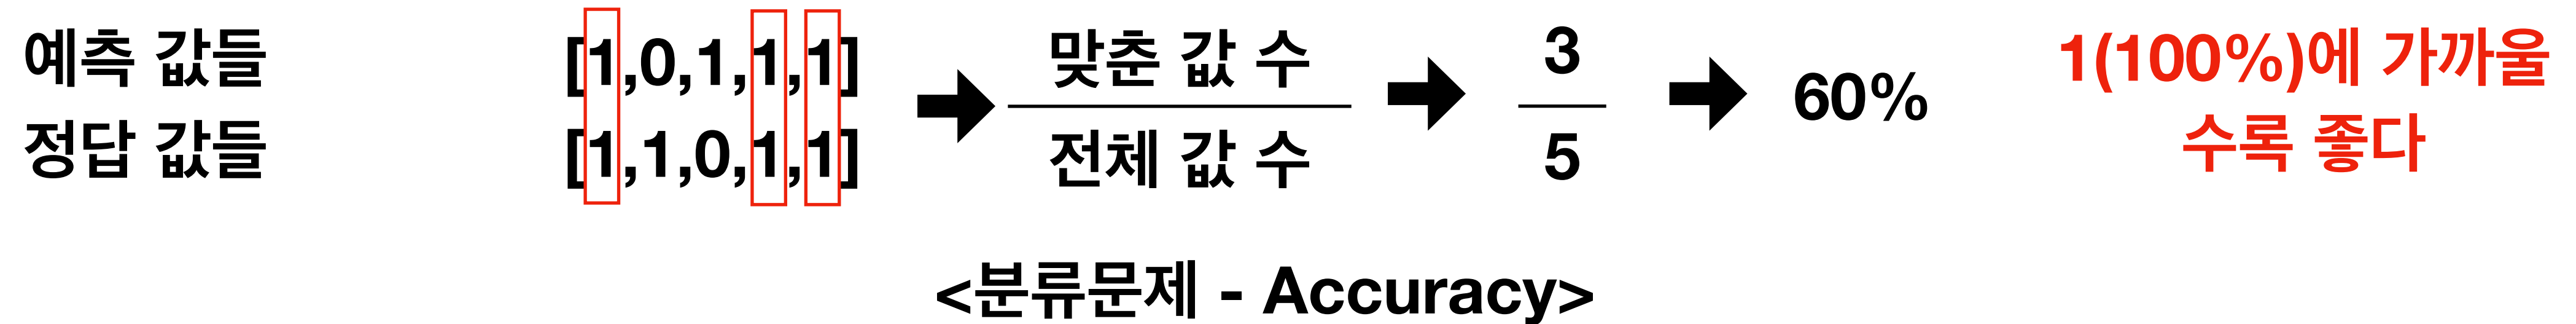 예측 값들
정답 값들
[1,0,1,1,1]
[1,1,0,1,1]
맞춘 값 수
전체 값 수
3
5
60%
1(100%)에 가까울
수록 좋다
<분류문제 - Accuracy>